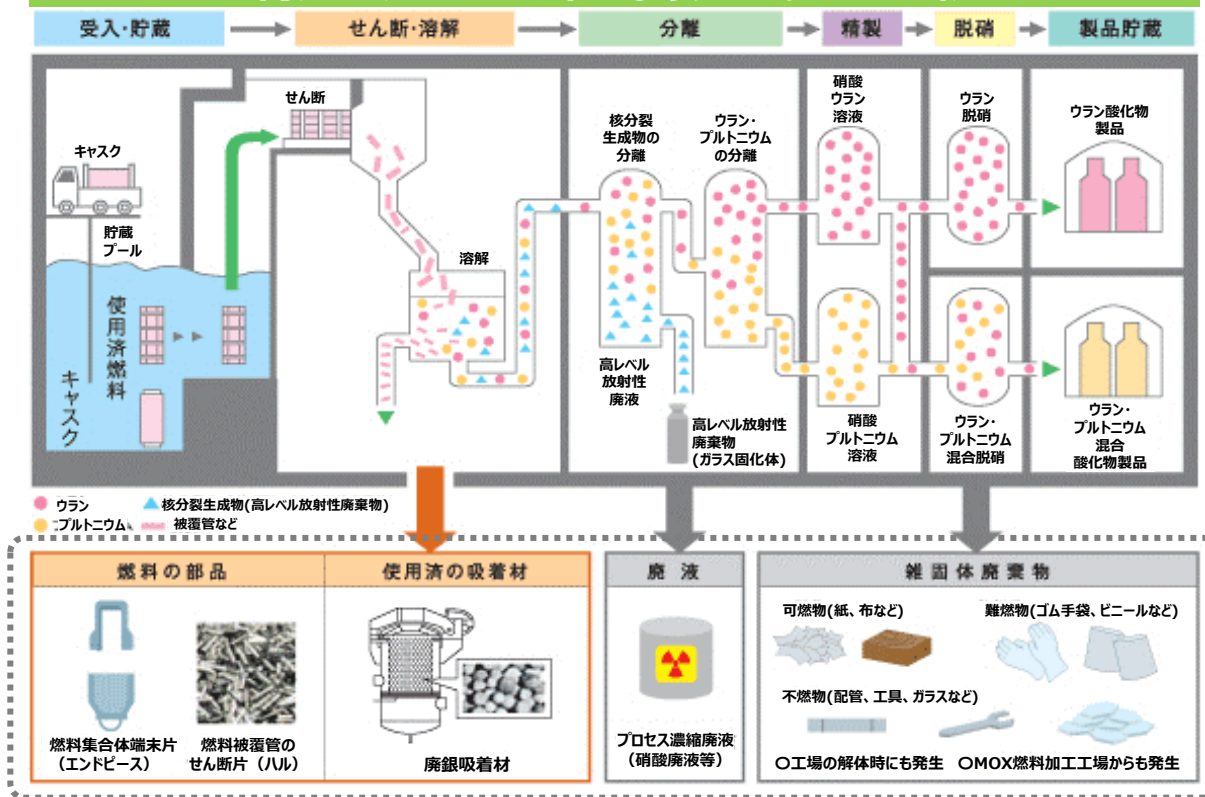 受入・貯蔵
せん断・溶解
分離
精製
脱硝
製品貯蔵
せん断
キャスク
貯蔵
プール
使用済燃料
キャスク
溶解
核分裂
生成物の
分離
ウラン・
プルトニウム
の分離
高レベル
放射性
廃液
高レベル放射性
廃棄物
(ガラス固化体)
硝酸
ウラン
溶液
硝酸
プルトニウム
溶液
ウラン
脱硝
ウラン・
プルトニウム
混合脱硝
ウラン酸化物
製品
ウラン・
プルトニウム
混合
酸化物製品
ウラン
核分裂生成物(高レベル放射性廃棄物)
プルトニウム
被覆管など
燃料の部品
使用済の吸着材
廃液
雑固体廃棄物
燃料集合体端末片
(エンドピース)
燃料被覆管の
せん断片(ハル)
廃銀吸着材
プロセス濃縮廃液
(硝酸廃液等)
可燃物(紙、布など)
難燃物(ゴム手袋、ビニールなど)
不燃物(配管、工具、ガラスなど)
〇工場の解体時にも発生
〇MOX燃料加工工場からも発生